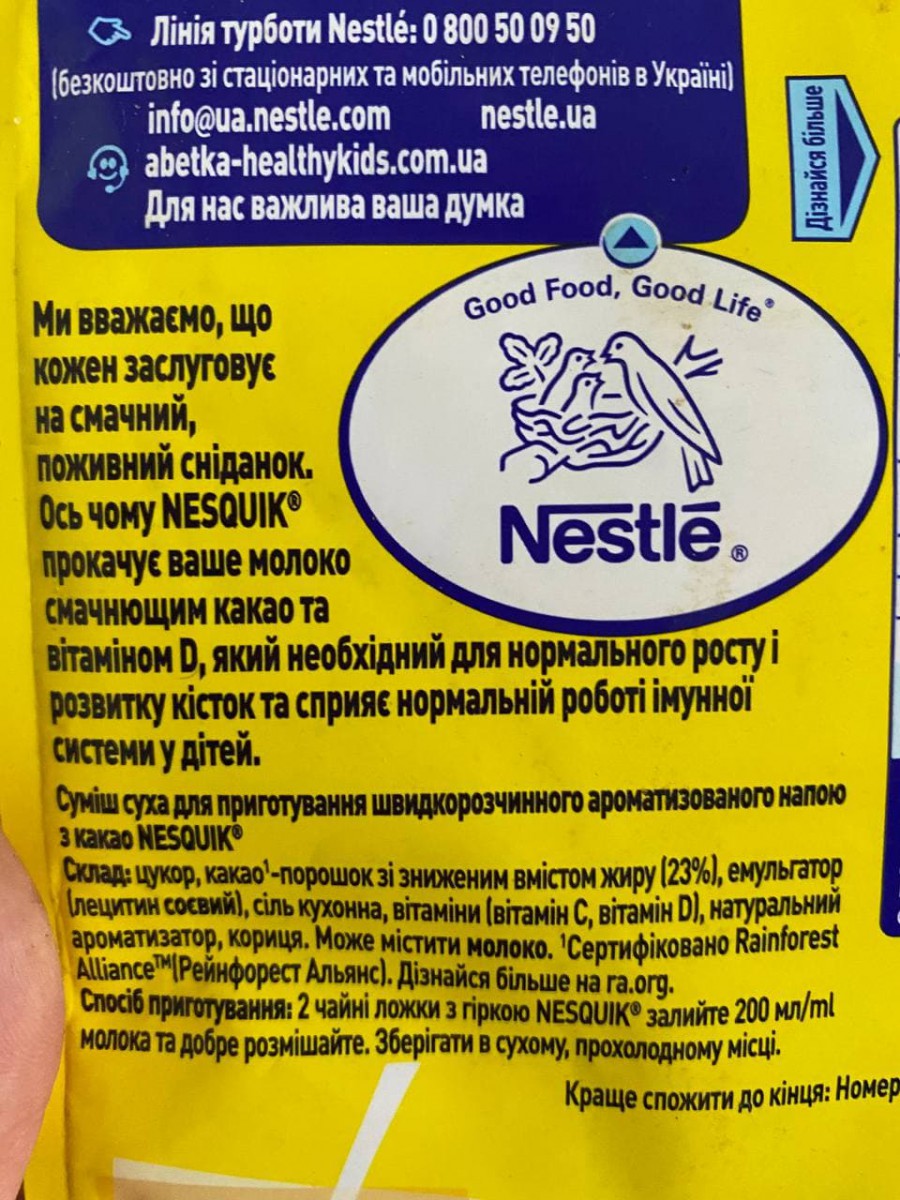 Лінія турботи Nestlé: 0 800 50 09 50
(безкоштовно зі стаціонарних та мобільних телефонів в Україні)
info@ua.nestle.com nestle.ua
abetka-healthykids.com.ua
Для нас важлива ваша думка
Дізнайся більше
Good Food, Good Life®
Nestlé®
Ми вважаємо, що
кожен заслуговує
на смачний,
поживний сніданок.
Ось чому NESQUIK®
прокачує ваше молоко
смачнющим какао та
вітаміном D, який необхідний для нормального росту і
розвитку кісток та сприяє нормальній роботі імунної
системи у дітей.
Суміш суха для приготування швидкорозчинного ароматизованого напою
з какао NESQUIK®
Склад: цукор, какао¹-порошок зі зниженим вмістом жиру (23%), емульгатор
(лецитин соєвий), сіль кухонна, вітаміни (вітамін С, вітамін D), натуральний
ароматизатор, кориця. Може містити молоко. ¹Сертифіковано Rainforest
Alliance™(Рейнфорест Альянс). Дізнайся більше на ra.org.
Спосіб приготування: 2 чайні ложки з гіркою NESQUIK® залийте 200 мл/ml
молока та добре розмішайте. Зберігати в сухому, прохолодному місці.
Краще спожити до кінця: Номер